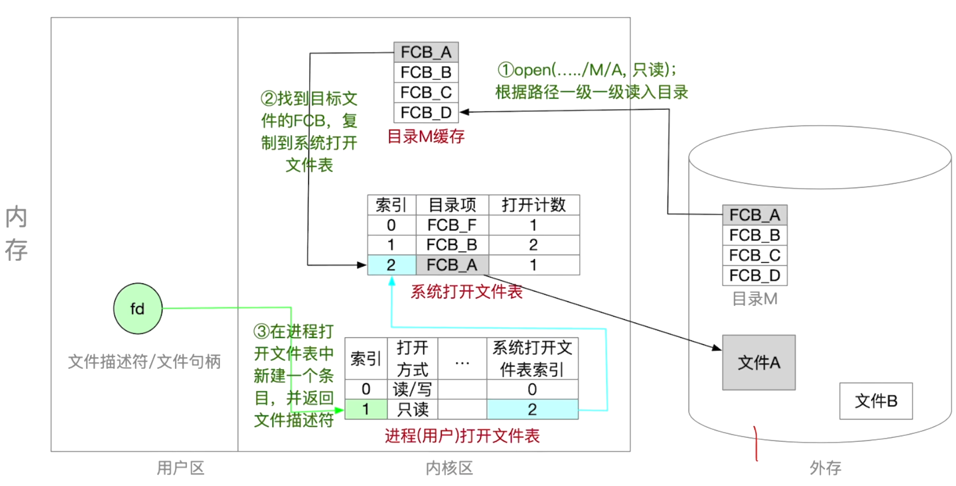 FCB_A
FCB_B
FCB_C
FCB_D
目录M缓存
①open(…../M/A, 只读);
根据路径一级一级读入目录
②找到目标文
件的FCB，复
制到系统打开
文件表
内
存
索引 目录项 打开计数
0 FCB_F 1
1 FCB_B 2
2 FCB_A 1
系统打开文件表
FCB_A
FCB_B
FCB_C
FCB_D
目录M
fd
文件描述符/文件句柄
③在进程打
开文件表中
新建一个条
目，并返回
文件描述符
索引 打开方式 … 系统打开文件表索引
0 读/写 0
1 只读 2
进程(用户)打开文件表
文件A
文件B
用户区
内核区
外存